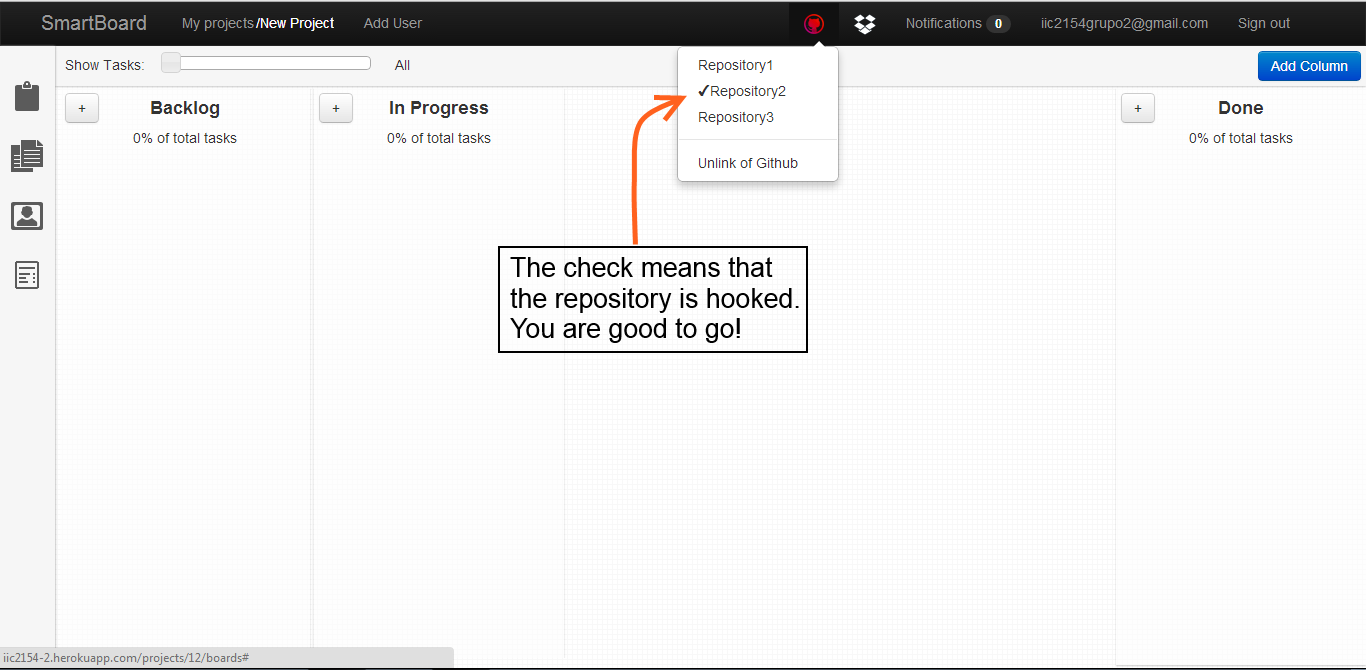 SmartBoard My projects/New Project Add User Notifications 0 iic2154grupo2@gmail.com Sign out
Show Tasks: All Add Column
Repository1
✔Repository2
Repository3
Unlink of Github
+ Backlog
0% of total tasks
+ In Progress
0% of total tasks
+ Done
0% of total tasks
The check means that
the repository is hooked.
You are good to go!
iic2154-2.herokuapp.com/projects/12/boards#